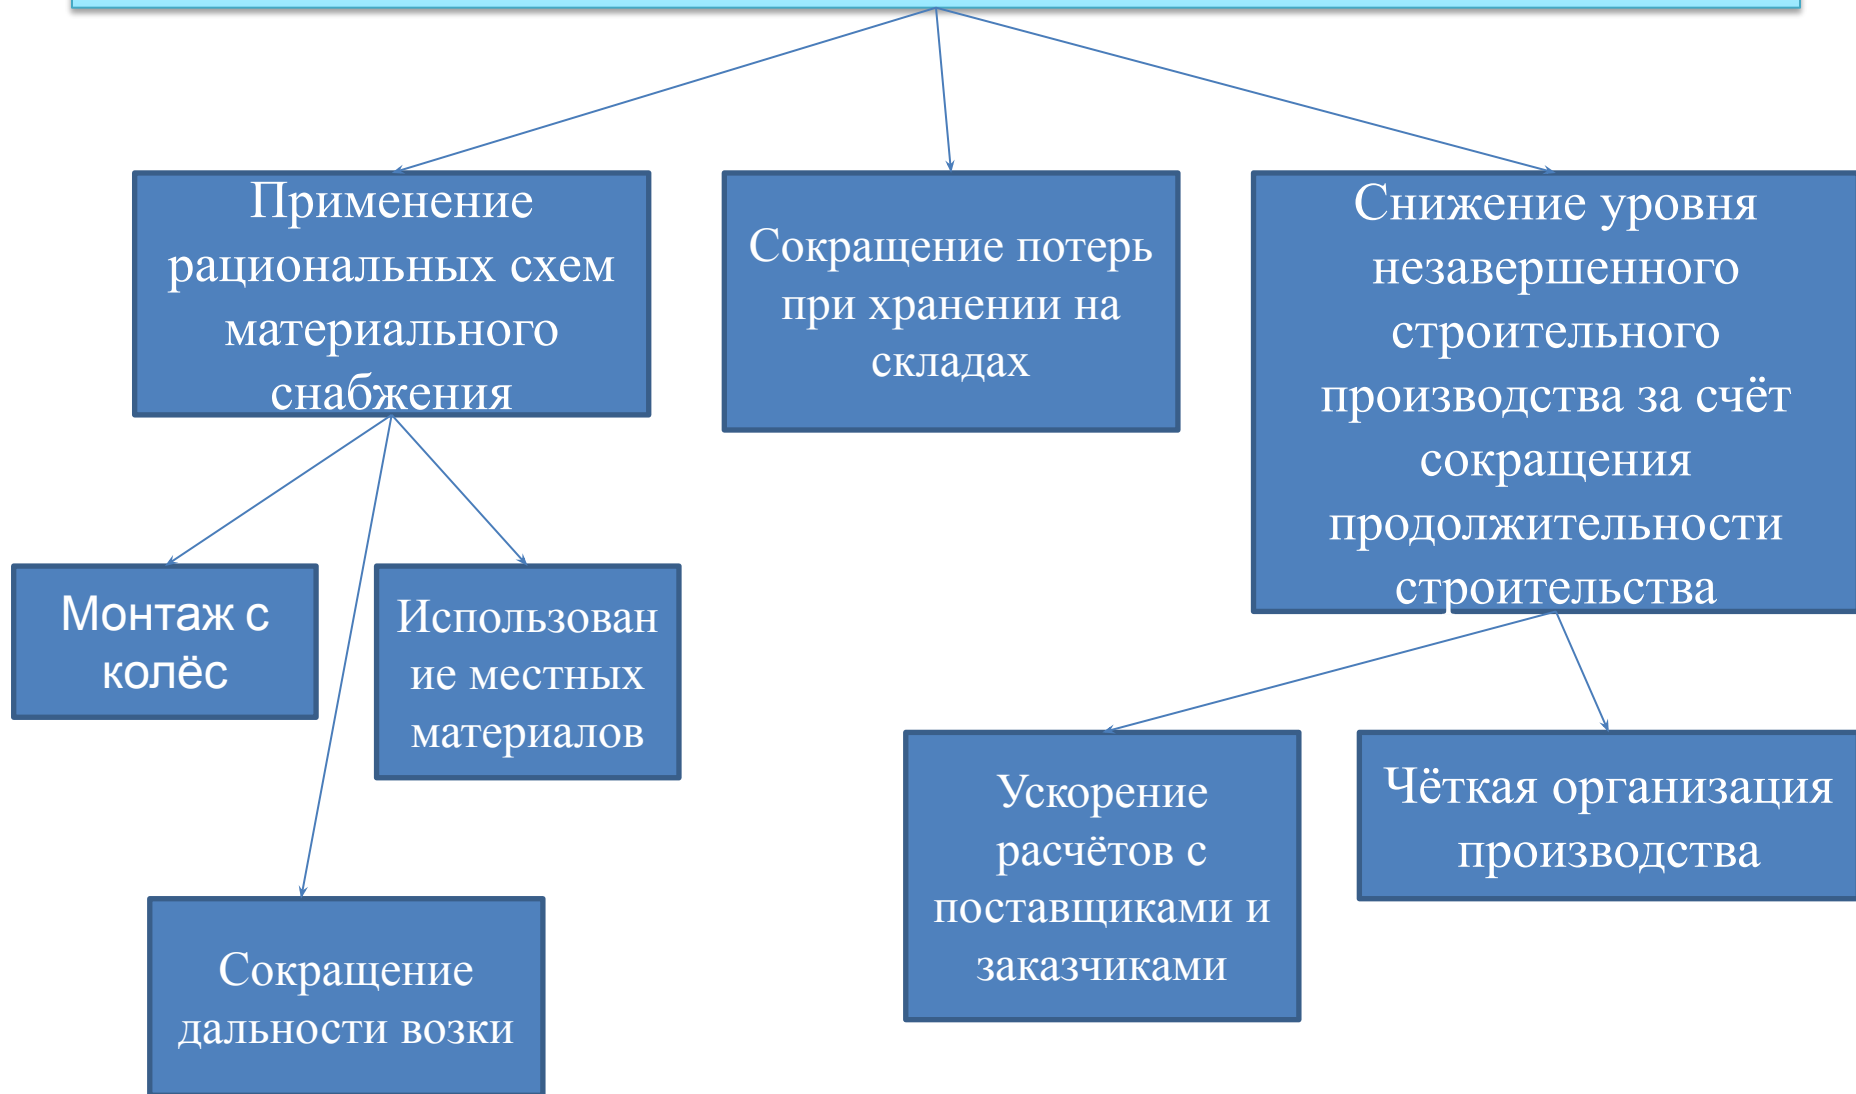 Применение
рациональных схем
материального
снабжения
Сокращение потерь
при хранении на
складах
Снижение уровня
незавершенного
строительного
производства за счёт
сокращения
продолжительности
строительства
Монтаж с
колёс
Использован
ие местных
материалов
Ускорение
расчётов с
поставщиками и
заказчиками
Чёткая организация
производства
Сокращение
дальности возки